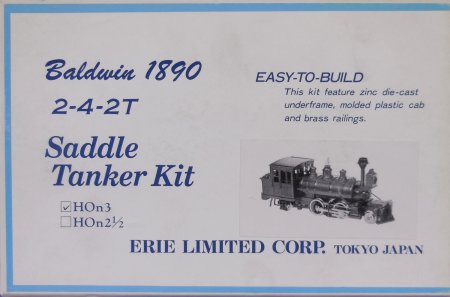 Baldwin 1890
2-4-2T
Saddle
Tanker Kit
☑HOn3
☐HOn2½
EASY-TO-BUILD
This kit feature zinc die-cast
underframe, molded plastic cab
and brass railings.
ERIE LIMITED CORP. TOKYO JAPAN